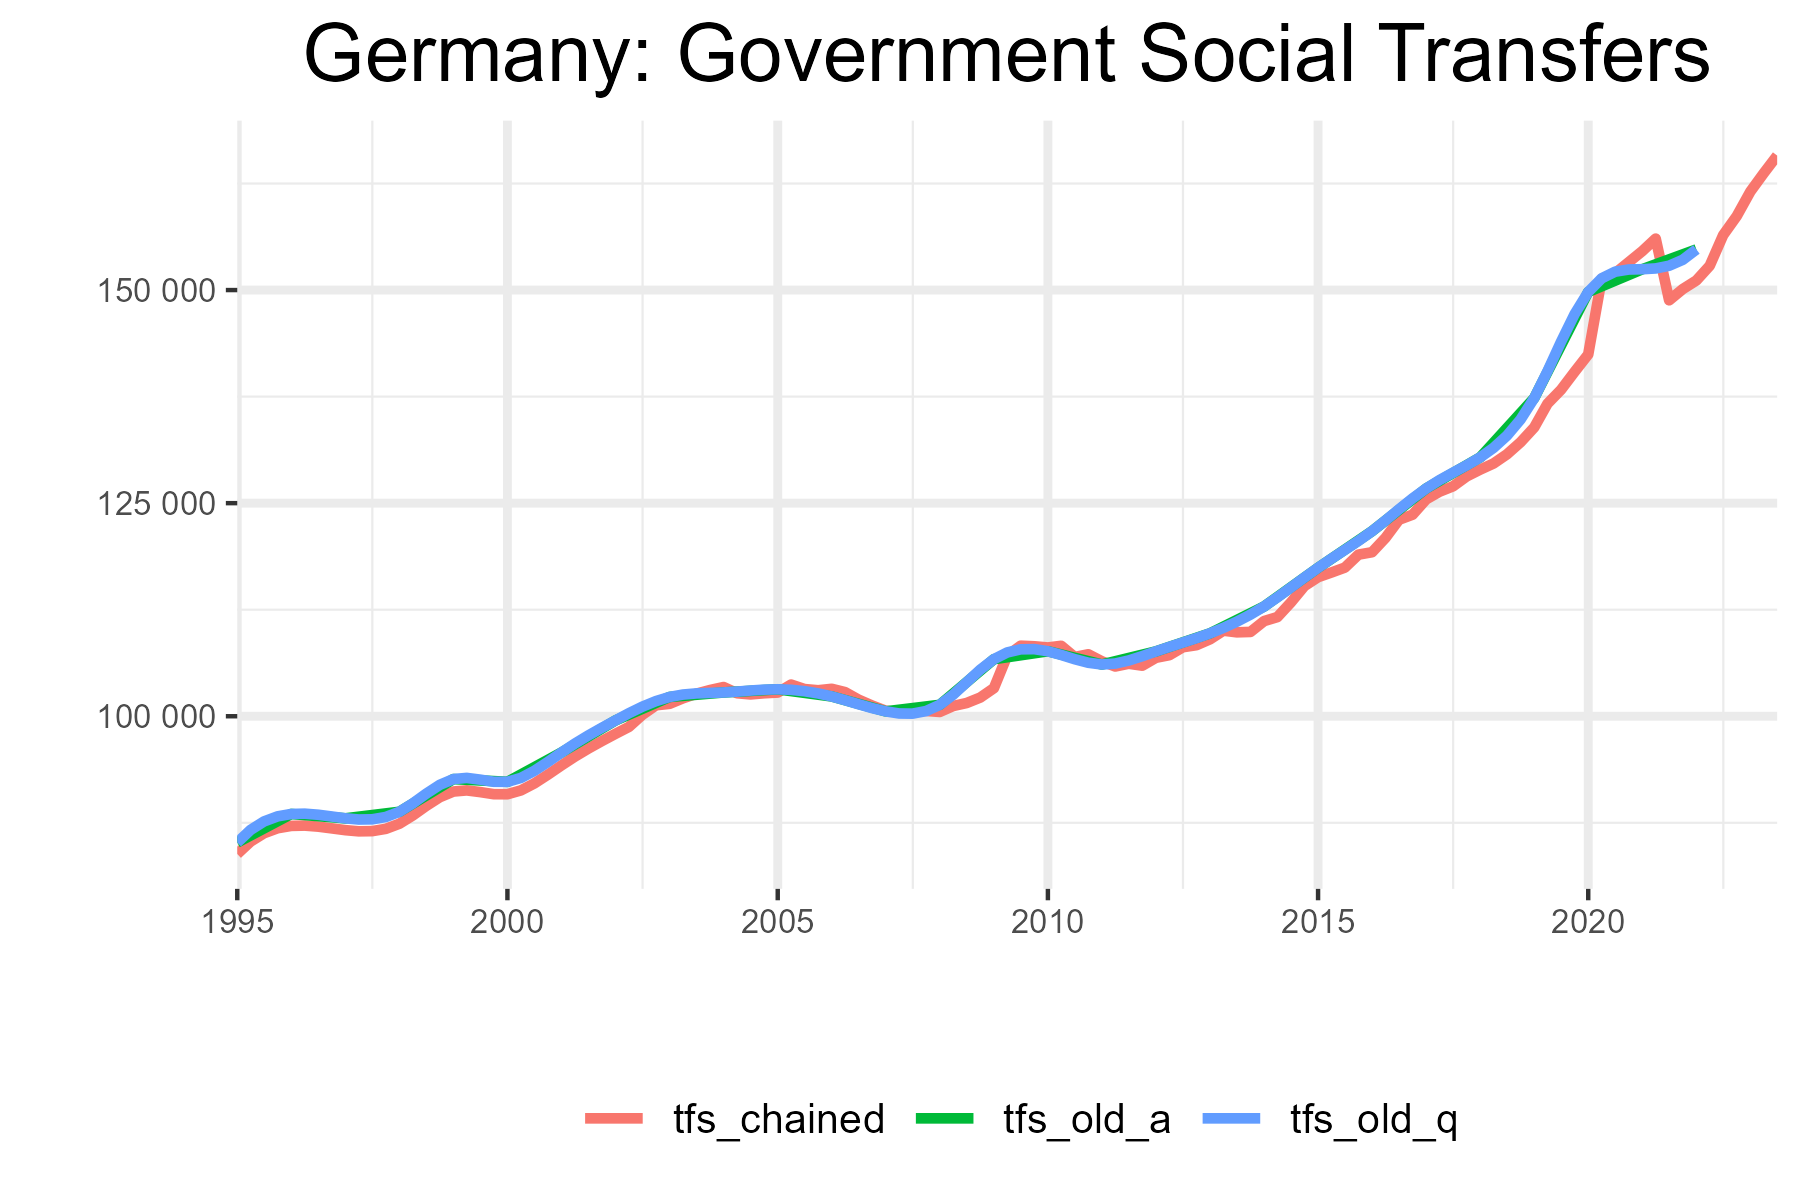 Germany: Government Social Transfers
150 000
125 000
100 000
1995 2000 2005 2010 2015 2020
tfs_chained tfs_old_a tfs_old_q